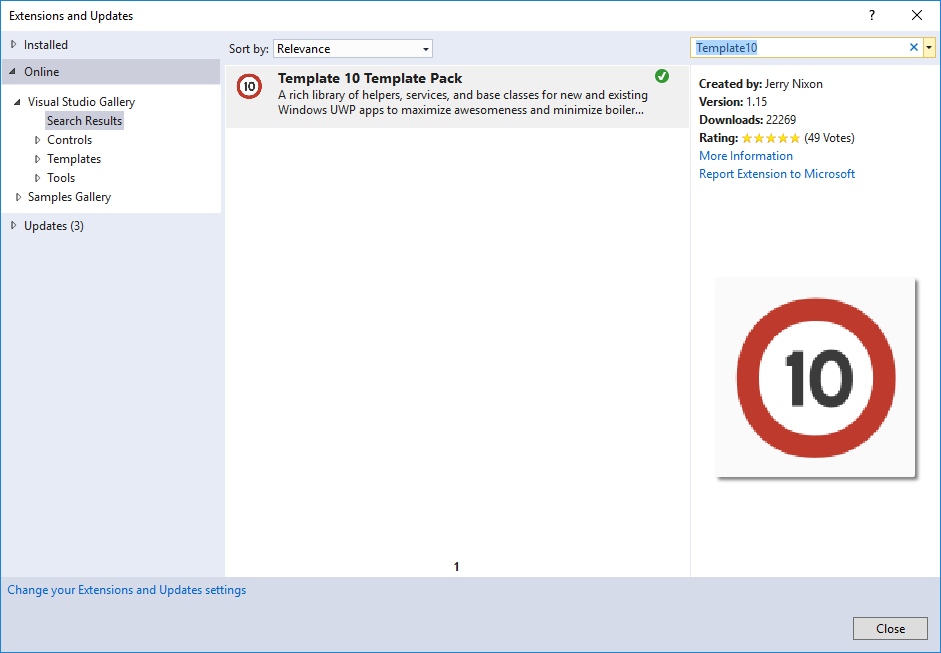 Extensions and Updates
?
Installed
Online
Visual Studio Gallery
Search Results
Controls
Templates
Tools
Samples Gallery
Updates (3)
Sort by: Relevance
10
Template 10 Template Pack
A rich library of helpers, services, and base classes for new and existing
Windows UWP apps to maximize awesomeness and minimize boiler...
1
Template10
Created by: Jerry Nixon
Version: 1.15
Downloads: 22269
Rating: (49 Votes)
More Information
Report Extension to Microsoft
10
Change your Extensions and Updates settings
Close